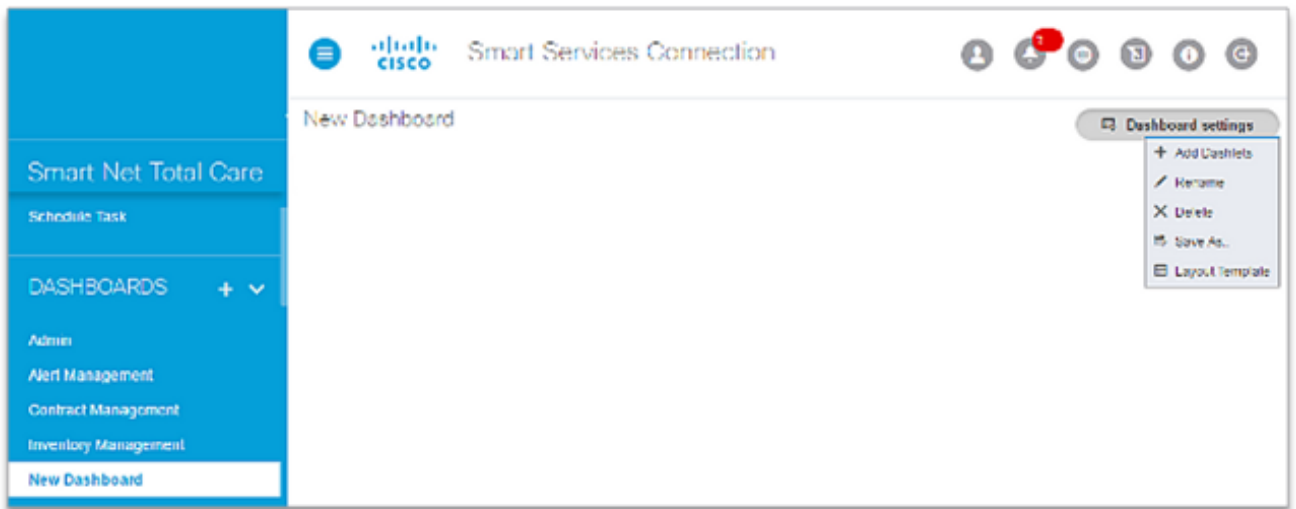 CISCO
Smart Services Connection
New Dashboard
Dashboard settings
+ Add Dashlets
Rename
Delete
Save As..
Layout Template
Smart Net Total Care
Schedule Task
DASHBOARDS +
Admin
Alert Management
Contract Management
Inventory Management
New Dashboard